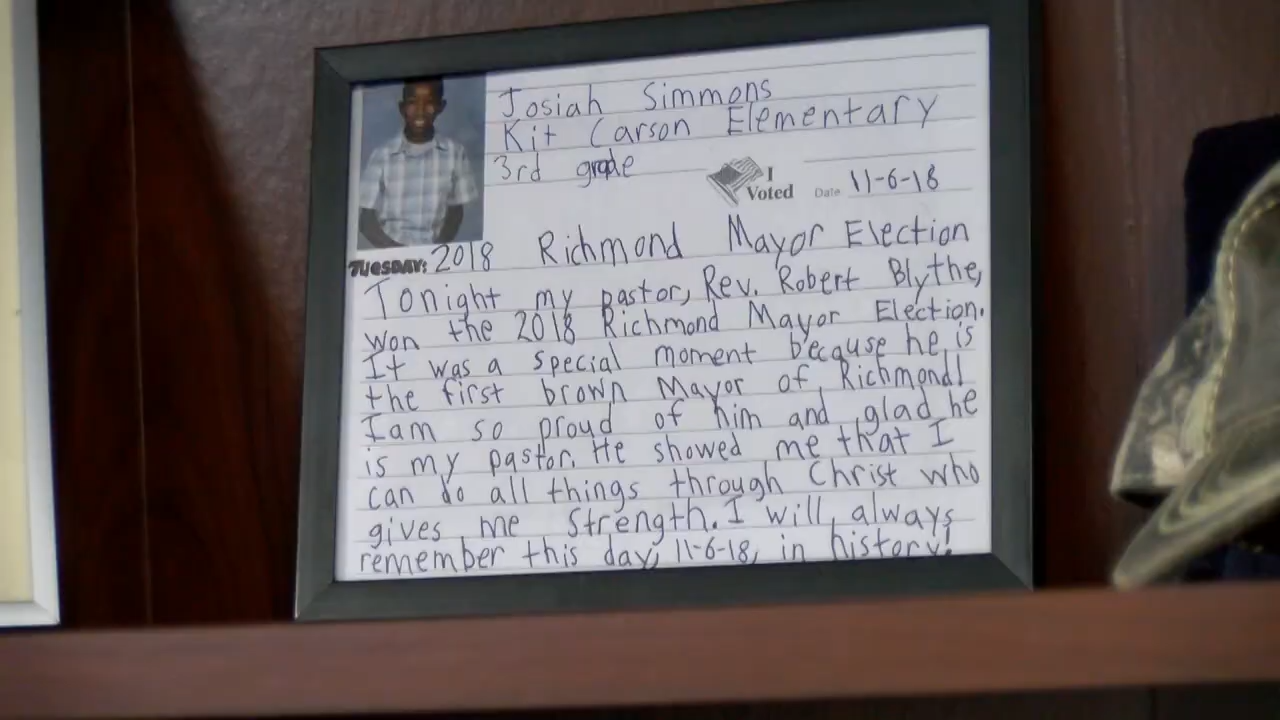 Josiah Simmons
Kit Carson Elementary
3rd grade
I Voted
Date 11-6-18
TUESDAY: 2018 Richmond Mayor Election
Tonight my pastor, Rev. Robert Blythe,
won the 2018 Richmond Mayor Election.
It was a special moment because he is
the first brown Mayor of Richmond!
I am so proud of him and glad he
is my pastor. He showed me that I
can do all things through Christ who
gives me strength. I will always
remember this day, 11-6-18, in history!